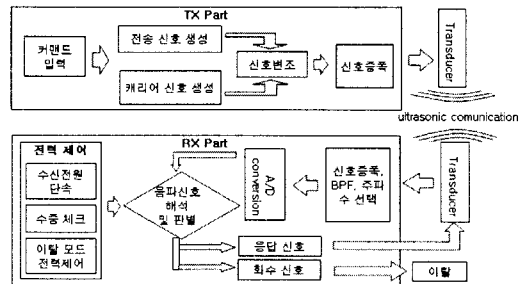 TX Part
커맨드
입력
전송 신호 생성
캐리어 신호 생성
신호변조
신호증폭
Transducer
ultrasonic comunication
RX Part
전력 제어
수신전원
단속
수중 체크
이탈 모드
전력제어
음파신호
해석
및 판별
A/D
conversion
신호증폭,
BPF, 주파
수 선택
Transducer
응답 신호
회수 신호
이탈